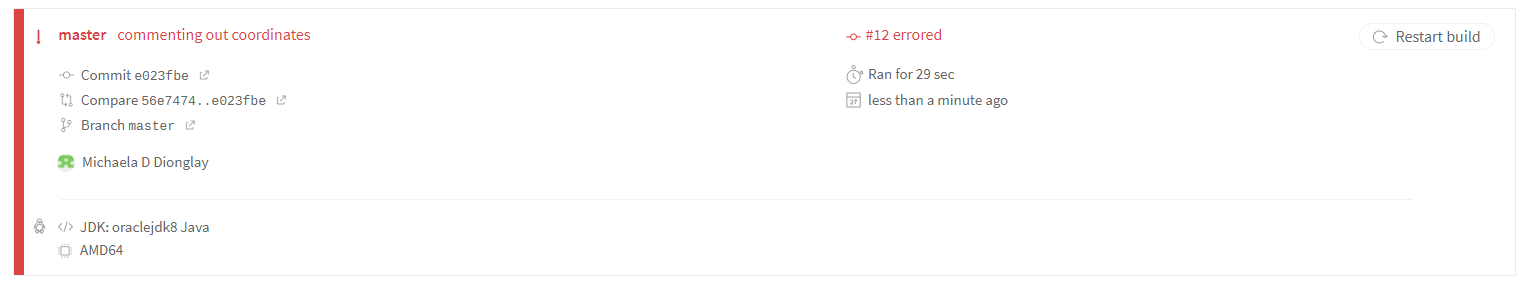 master commenting out coordinates
#12 errored
Restart build
Commit e023fbe
Ran for 29 sec
Compare 56e7474..e023fbe
27 less than a minute ago
Branch master
Michaela D Dionglay
</> JDK: oraclejdk8 Java
AMD64